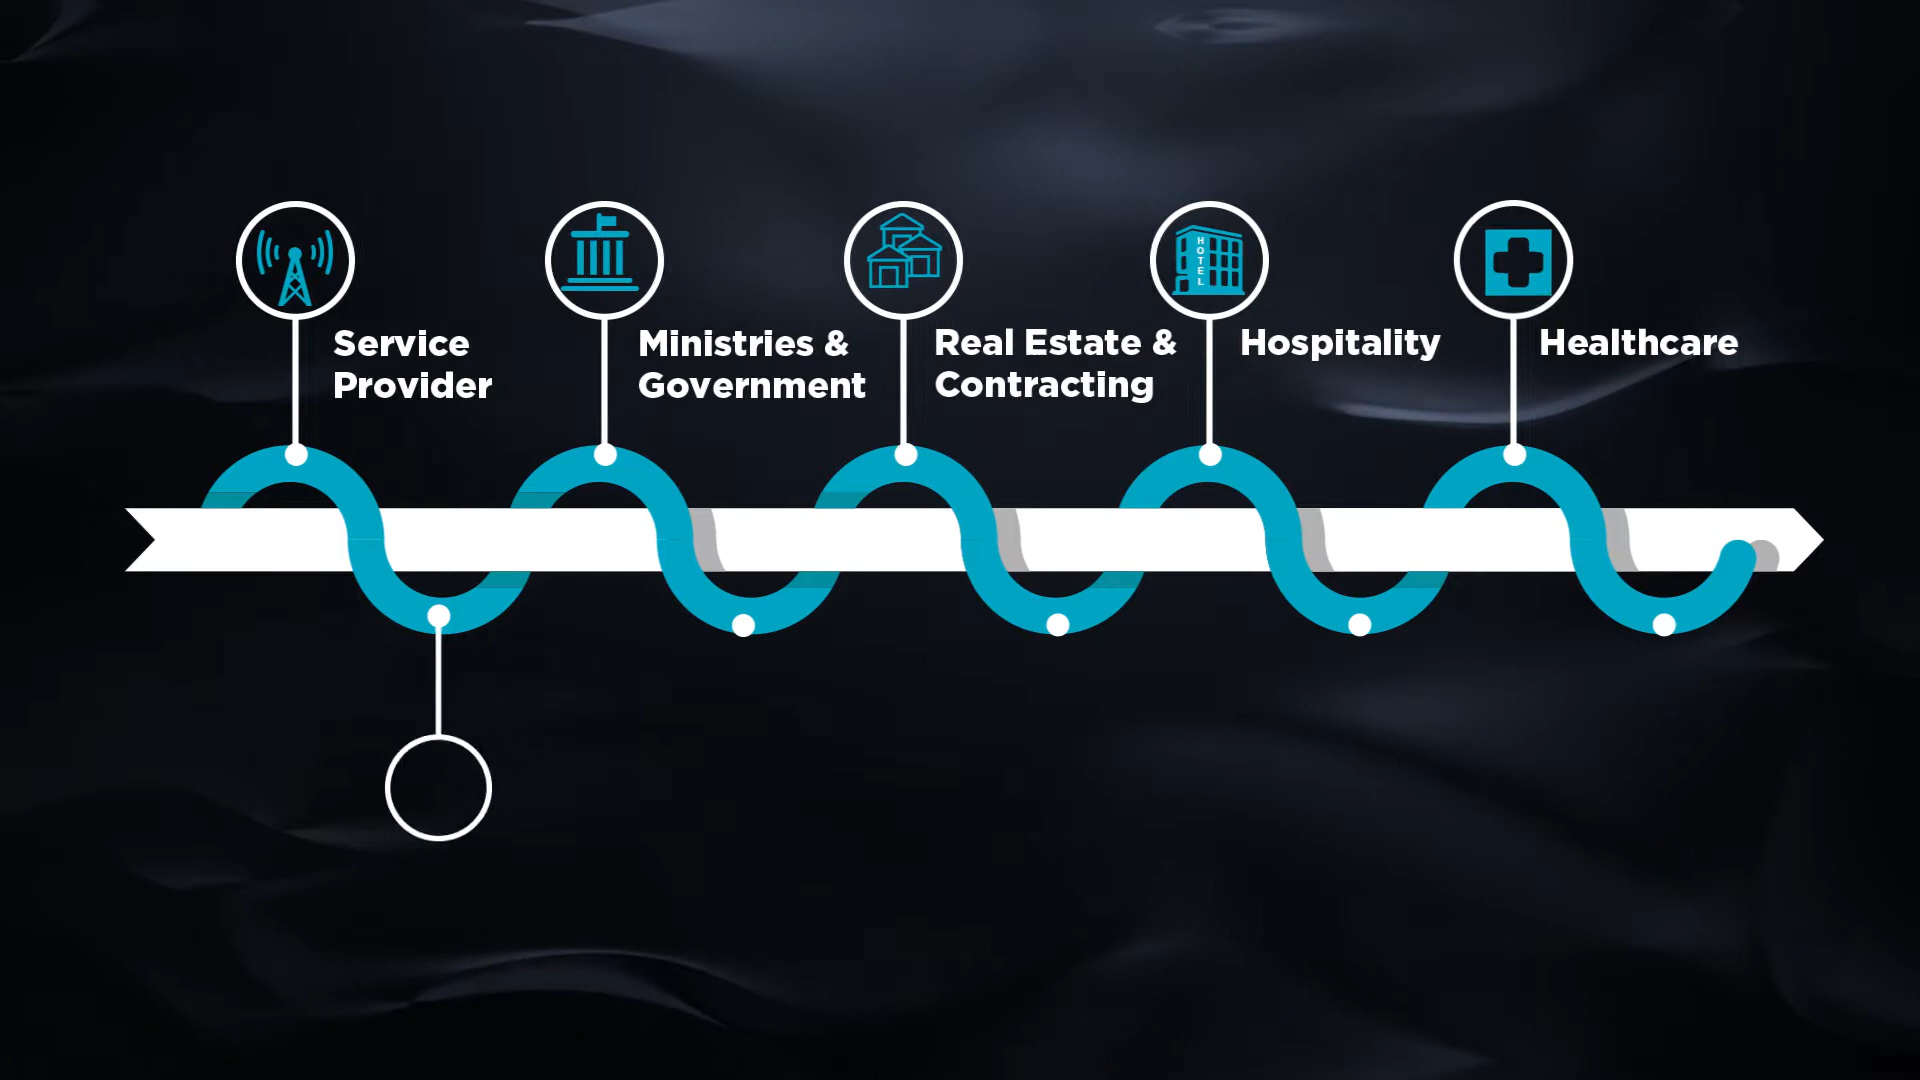 HOTEL
Service
Provider
Ministries &
Government
Real Estate &
Contracting
Hospitality
Healthcare